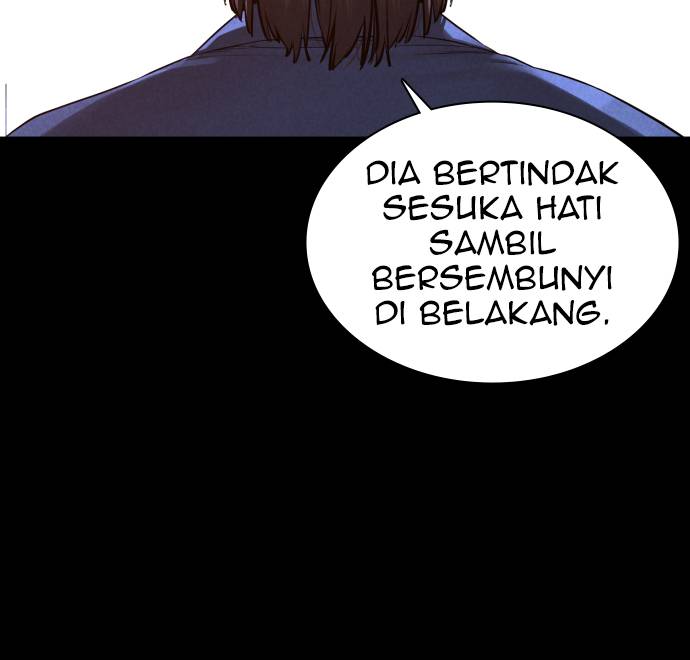 DIA BERTINDAK
SESUKA HATI
SAMBIL
BERSEMBUNYI
DI BELAKANG.